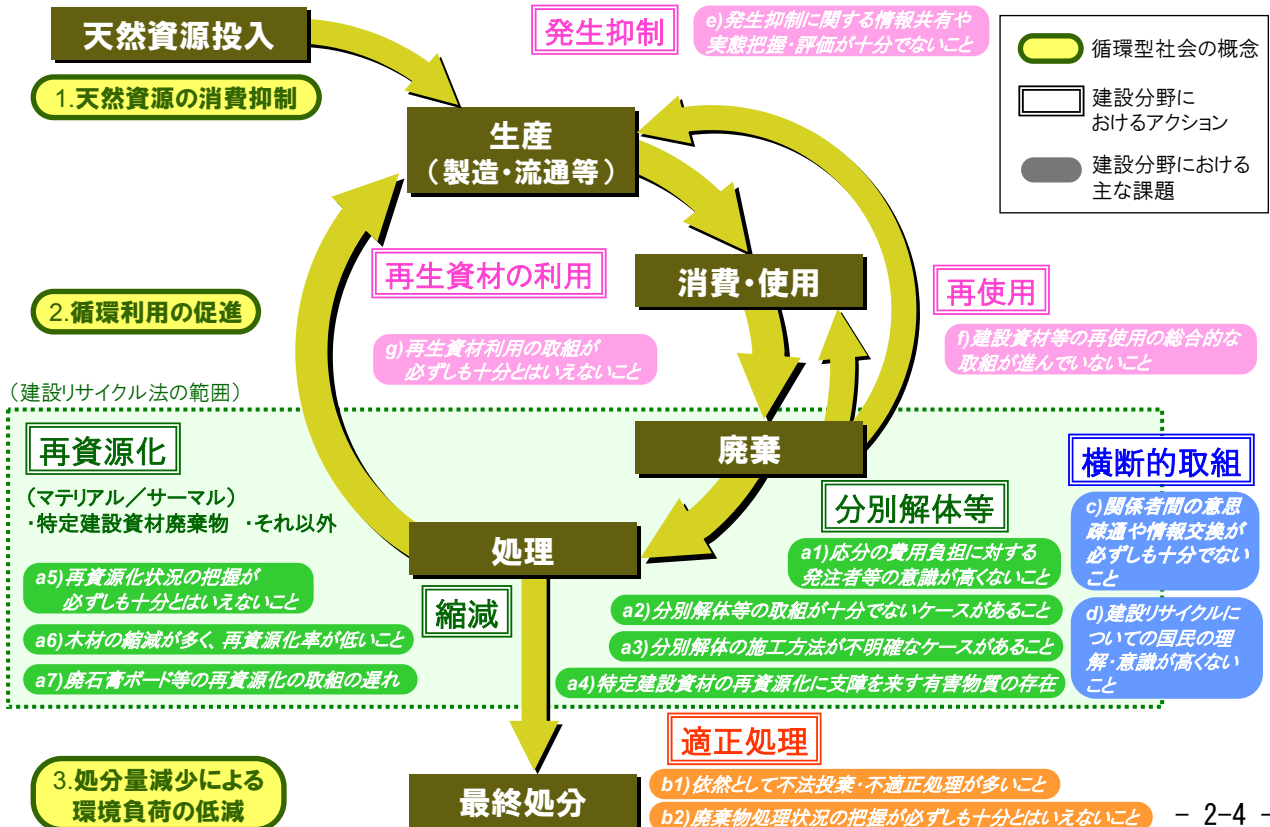 天然資源投入
発生抑制
e)発生抑制に関する情報共有や
実態把握・評価が十分でないこと
循環型社会の概念
建設分野に
おけるアクション
建設分野における
主な課題
1.天然資源の消費抑制
生産
（製造・流通等）
再生資材の利用
消費・使用
再使用
2.循環利用の促進
g)再生資材利用の取組が
必ずしも十分とはいえないこと
f)建設資材等の再使用の総合的な
取組が進んでいないこと
（建設リサイクル法の範囲）
再資源化
（マテリアル／サーマル）
・特定建設資材廃棄物　・それ以外
廃棄
横断的取組
分別解体等
処理
c)関係者間の意思
疎通や情報交換が
必ずしも十分でない
こと
a1)応分の費用負担に対する
発注者等の意識が高くないこと
a5)再資源化状況の把握が
必ずしも十分とはいえないこと
縮減
a2)分別解体等の取組が十分でないケースがあること
d)建設リサイクルに
ついての国民の理
解・意識が高くない
こと
a6)木材の縮減が多く、再資源化率が低いこと
a3)分別解体の施工方法が不明確なケースがあること
a7)廃石膏ボード等の再資源化の取組の遅れ
a4)特定建設資材の再資源化に支障を来す有害物質の存在
適正処理
3.処分量減少による
環境負荷の低減
最終処分
b1)依然として不法投棄・不適正処理が多いこと
b2)廃棄物処理状況の把握が必ずしも十分とはいえないこと
- 2-4 -